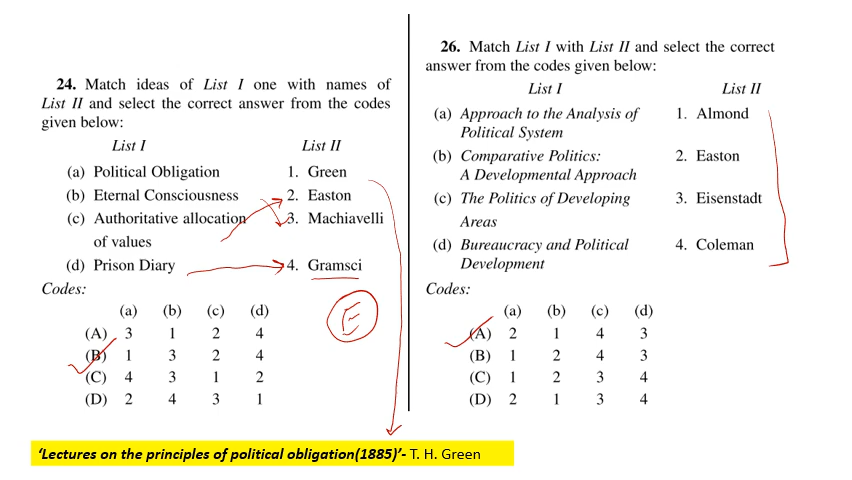 24. Match ideas of List I one with names of
List II and select the correct answer from the codes
given below:
List I List II
(a) Political Obligation 1. Green
(b) Eternal Consciousness 2. Easton
(c) Authoritative allocation 3. Machiavelli
of values
(d) Prison Diary 4. Gramsci
Codes:
(a) (b) (c) (d)
(A) 3 1 2 4
(B) 1 3 2 4
(C) 4 3 1 2
(D) 2 4 3 1
E
26. Match List I with List II and select the correct
answer from the codes given below:
List I List II
(a) Approach to the Analysis of 1. Almond
Political System
(b) Comparative Politics: 2. Easton
A Developmental Approach
(c) The Politics of Developing 3. Eisenstadt
Areas
(d) Bureaucracy and Political 4. Coleman
Development
Codes:
(a) (b) (c) (d)
(A) 2 1 4 3
(B) 1 2 4 3
(C) 1 2 3 4
(D) 2 1 3 4
‘Lectures on the principles of political obligation(1885)’- T. H. Green